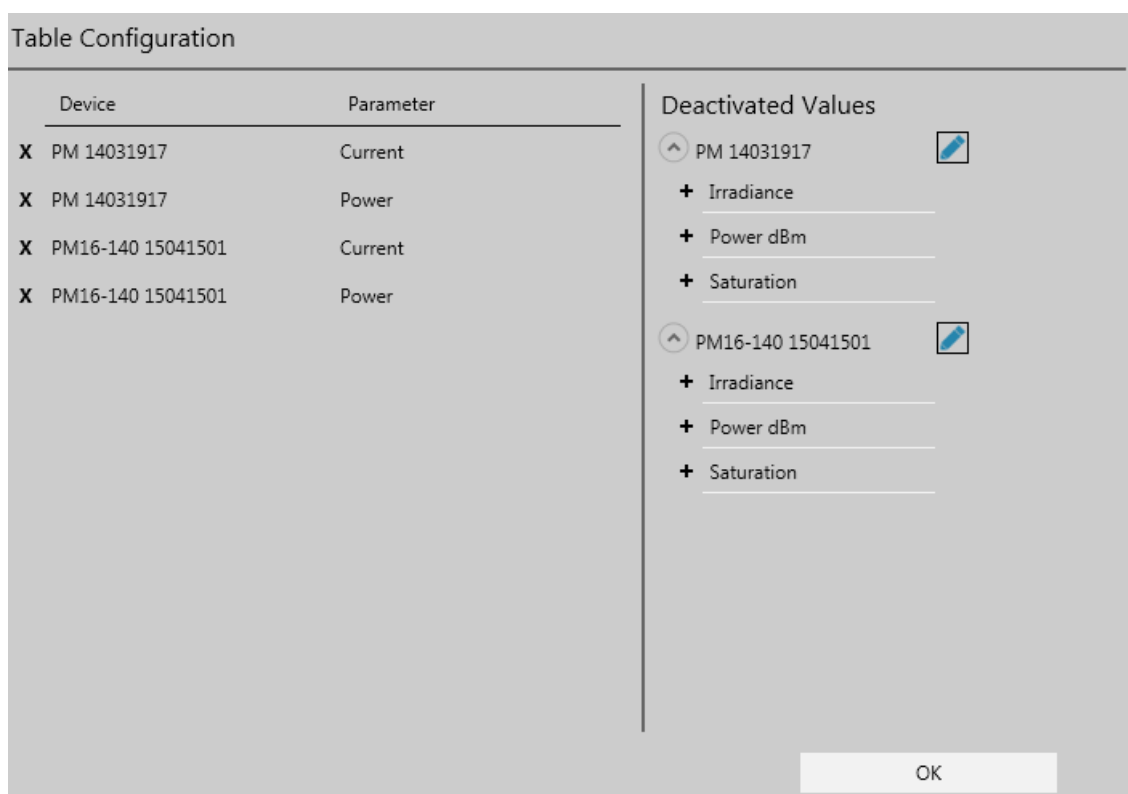 Table Configuration
Device Parameter
X PM 14031917 Current
X PM 14031917 Power
X PM16-140 15041501 Current
X PM16-140 15041501 Power
Deactivated Values
PM 14031917
+ Irradiance
+ Power dBm
+ Saturation
PM16-140 15041501
+ Irradiance
+ Power dBm
+ Saturation
OK